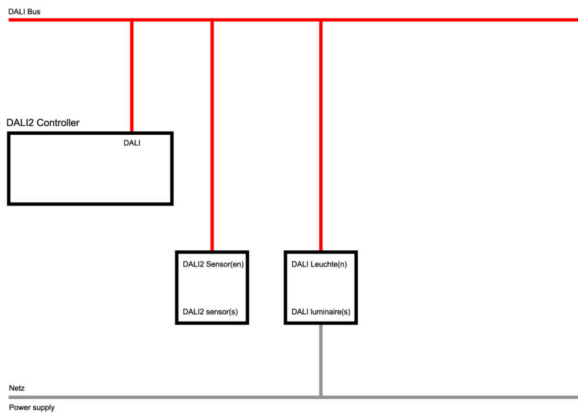 DALI Bus
DALI2 Controller
DALI
DALI2 Sensor(en)
DALI2 sensor(s)
DALI Leuchte(n)
DALI luminaire(s)
Netz
Power supply